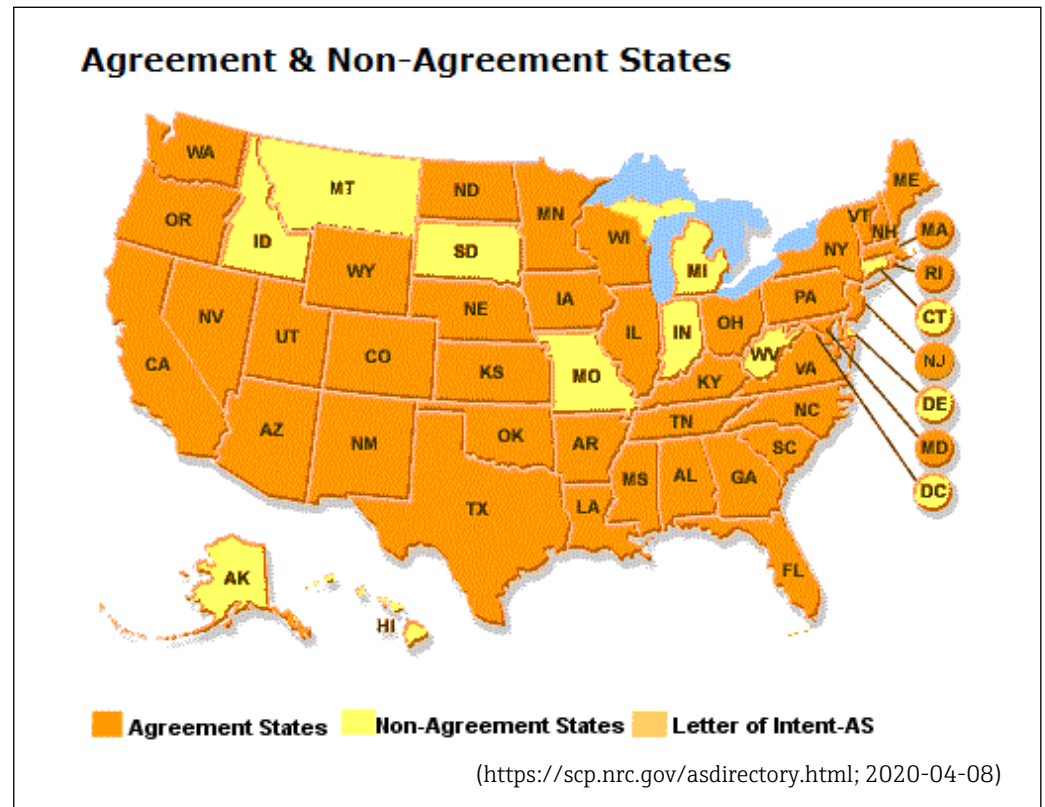 Agreement & Non-Agreement States
WA
MT
ND
MN
ME
OR
ID
SD
WI
MI
VT
NH
NY
MA
WY
RI
NV
NE
IA
PA
CT
UT
CO
IL
IN
OH
NJ
CA
KS
MO
WV
VA
KY
DE
AZ
NM
OK
AR
TN
NC
SC
MD
MS
AL
GA
DC
TX
LA
FL
AK
HI
Agreement States Non-Agreement States Letter of Intent-AS
(https://scp.nrc.gov/asdirectory.html; 2020-04-08)